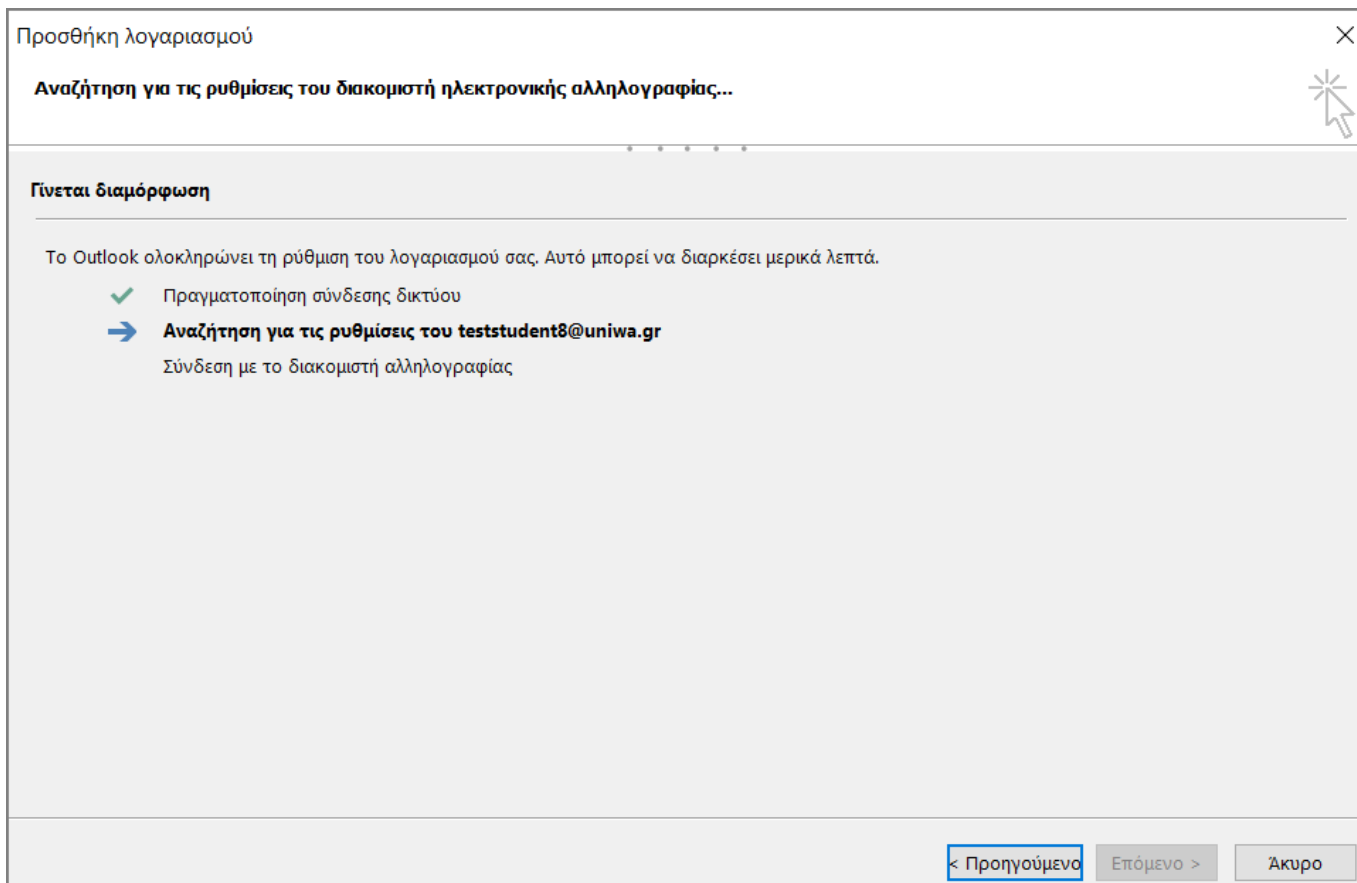 Προσθήκη λογαριασμού
Αναζήτηση για τις ρυθμίσεις του διακομιστή ηλεκτρονικής αλληλογραφίας...
Γίνεται διαμόρφωση
Το Outlook ολοκληρώνει τη ρύθμιση του λογαριασμού σας. Αυτό μπορεί να διαρκέσει μερικά λεπτά.
Πραγματοποίηση σύνδεσης δικτύου
Αναζήτηση για τις ρυθμίσεις του teststudent8@uniwa.gr
Σύνδεση με το διακομιστή αλληλογραφίας
< Προηγούμενο Επόμενο > Άκυρο